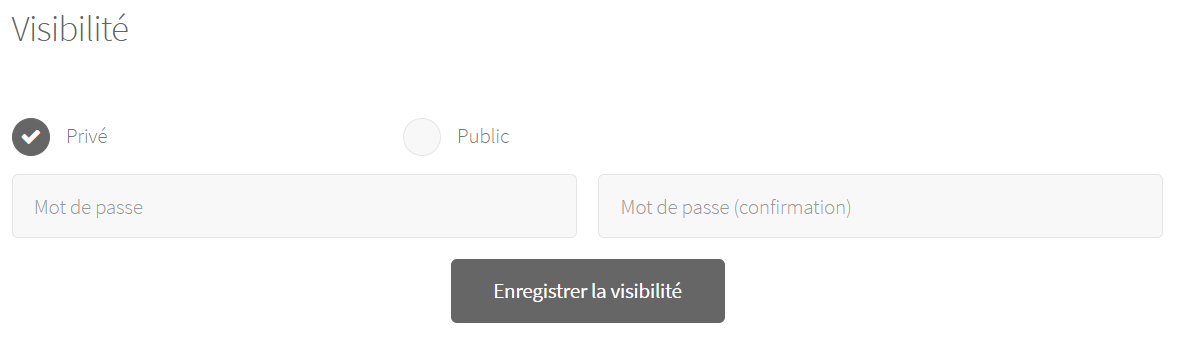 Visibilité
Privé
Public
Mot de passe
Mot de passe (confirmation)
Enregistrer la visibilité